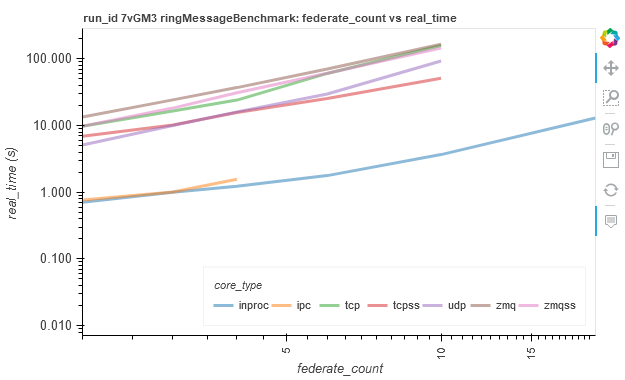 run_id 7vGM3 ringMessageBenchmark: federate_count vs real_time
100.000
10.000
1.000
0.100
0.010
real_time (s)
core_type
inproc ipc tcp tcpss udp zmq zmqss
5 10 15
federate_count